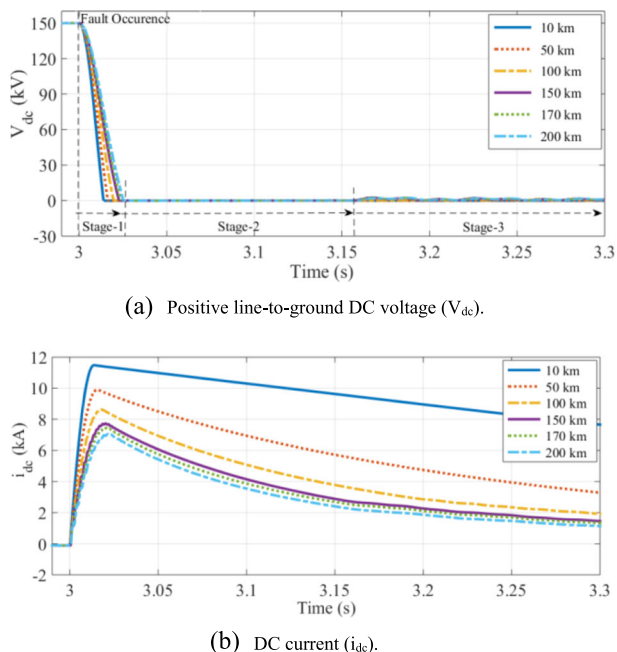 Fault Occurence
150
120
90
60
30
0
-30
V_dc (kV)
10 km
50 km
100 km
150 km
170 km
200 km
Stage-1
Stage-2
Stage-3
3
3.05
3.1
3.15
3.2
3.25
3.3
Time (s)
(a) Positive line-to-ground DC voltage (V_dc).
12
10
8
6
4
2
0
-2
i_dc (kA)
10 km
50 km
100 km
150 km
170 km
200 km
3
3.05
3.1
3.15
3.2
3.25
3.3
Time (s)
(b) DC current (i_dc).